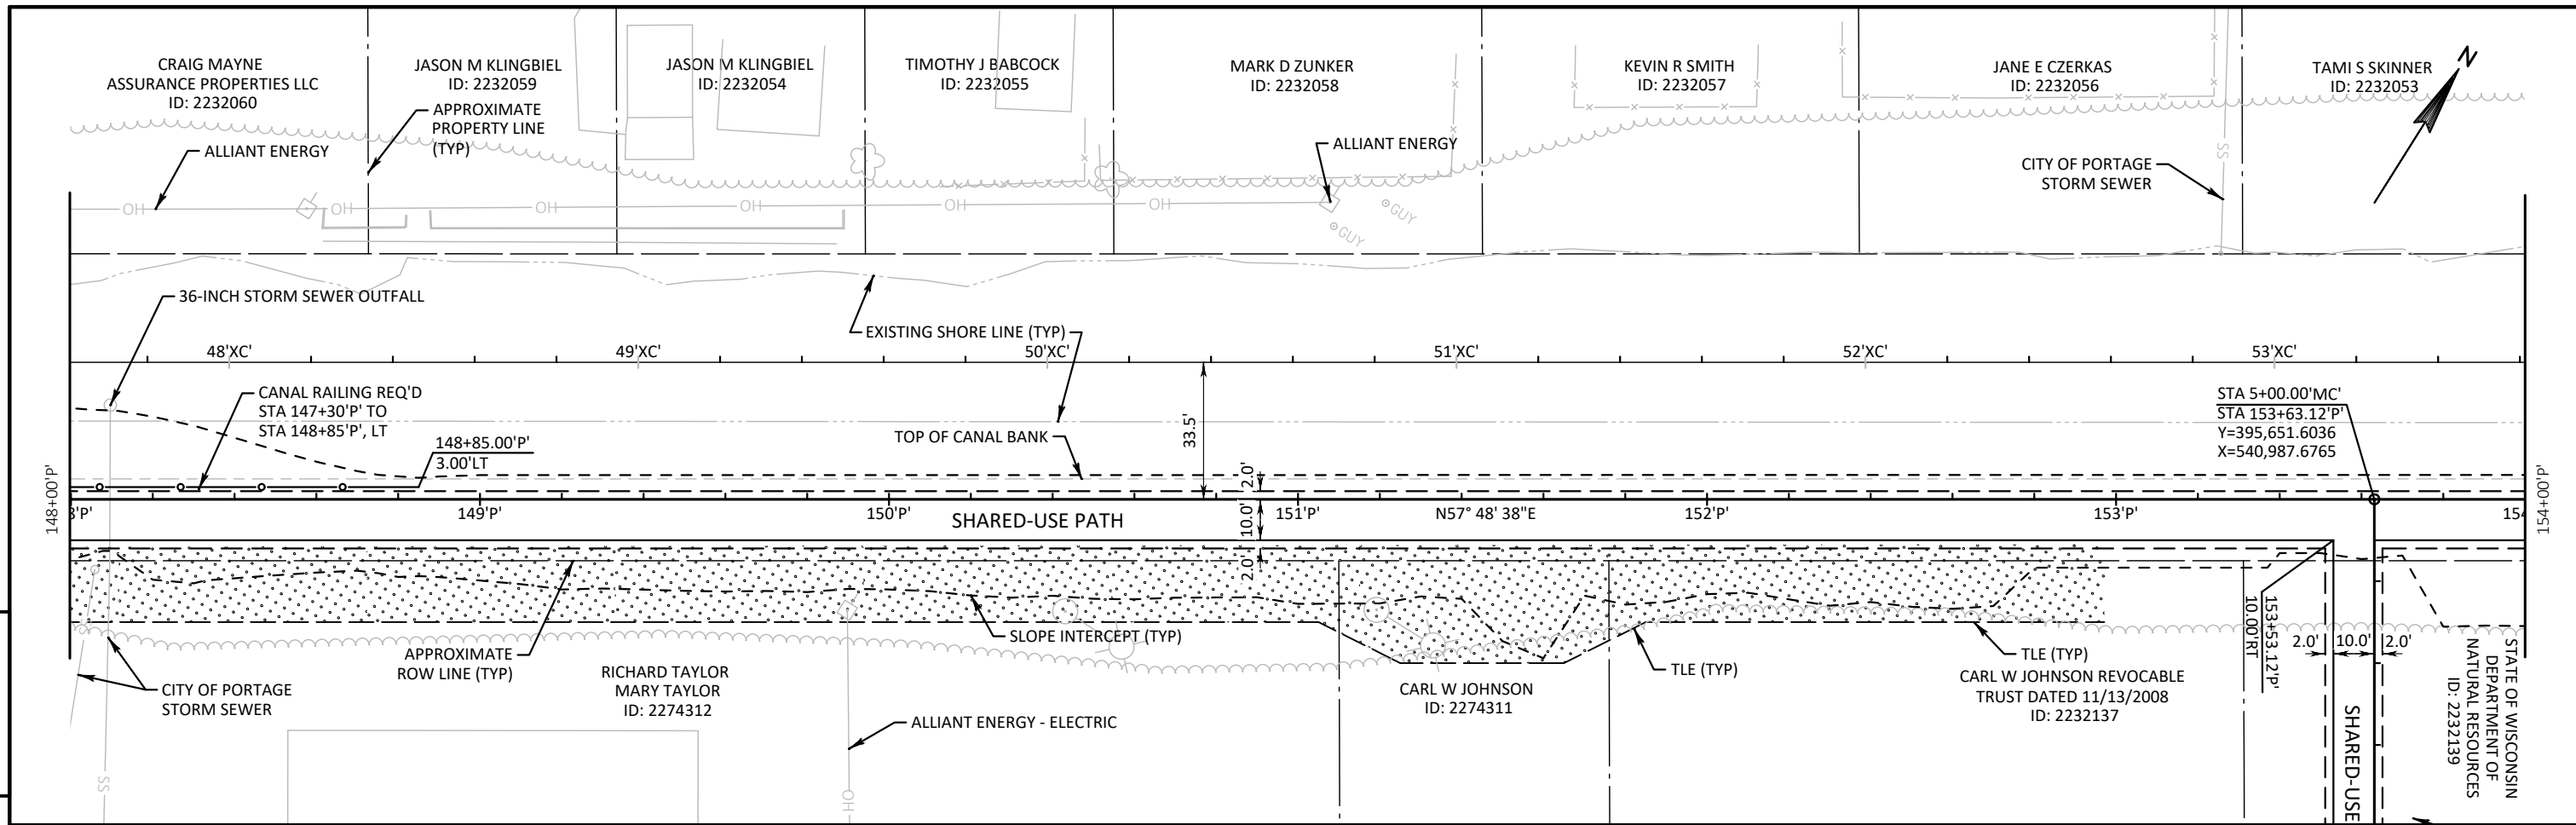 CRAIG MAYNE
ASSURANCE PROPERTIES LLC
ID: 2232060
JASON M KLINGBIEL
ID: 2232059
JASON M KLINGBIEL
ID: 2232054
TIMOTHY J BABCOCK
ID: 2232055
MARK D ZUNKER
ID: 2232058
KEVIN R SMITH
ID: 2232057
JANE E CZERKAS
ID: 2232056
TAMI S SKINNER
ID: 2232053
N
APPROXIMATE
PROPERTY LINE
(TYP)
ALLIANT ENERGY
ALLIANT ENERGY
CITY OF PORTAGE
STORM SEWER
SS
OH
OH
OH
OH
OH
OH
GUY
GUY
36-INCH STORM SEWER OUTFALL
EXISTING SHORE LINE (TYP)
48'XC'
49'XC'
50'XC'
51'XC'
52'XC'
53'XC'
CANAL RAILING REQ'D
STA 147+30'P' TO
STA 148+85'P', LT
148+85.00'P'
3.00'LT
TOP OF CANAL BANK
33.5'
STA 5+00.00'MC'
STA 153+63.12'P'
Y=395,651.6036
X=540,987.6765
148+00'P'
154+00'P'
2.0'
8'P'
149'P'
150'P'
SHARED-USE PATH
10.0'
151'P'
N57° 48' 38"E
152'P'
153'P'
154
2.0'
SLOPE INTERCEPT (TYP)
APPROXIMATE
ROW LINE (TYP)
CITY OF PORTAGE
STORM SEWER
RICHARD TAYLOR
MARY TAYLOR
ID: 2274312
ALLIANT ENERGY - ELECTRIC
CARL W JOHNSON
ID: 2274311
TLE (TYP)
TLE (TYP)
CARL W JOHNSON REVOCABLE
TRUST DATED 11/13/2008
ID: 2232137
153+53.12'P'
10.00'RT
2.0'
10.0'
2.0'
SHARED-USE
STATE OF WISCONSIN
DEPARTMENT OF
NATURAL RESOURCES
ID: 2232139
SS
OH